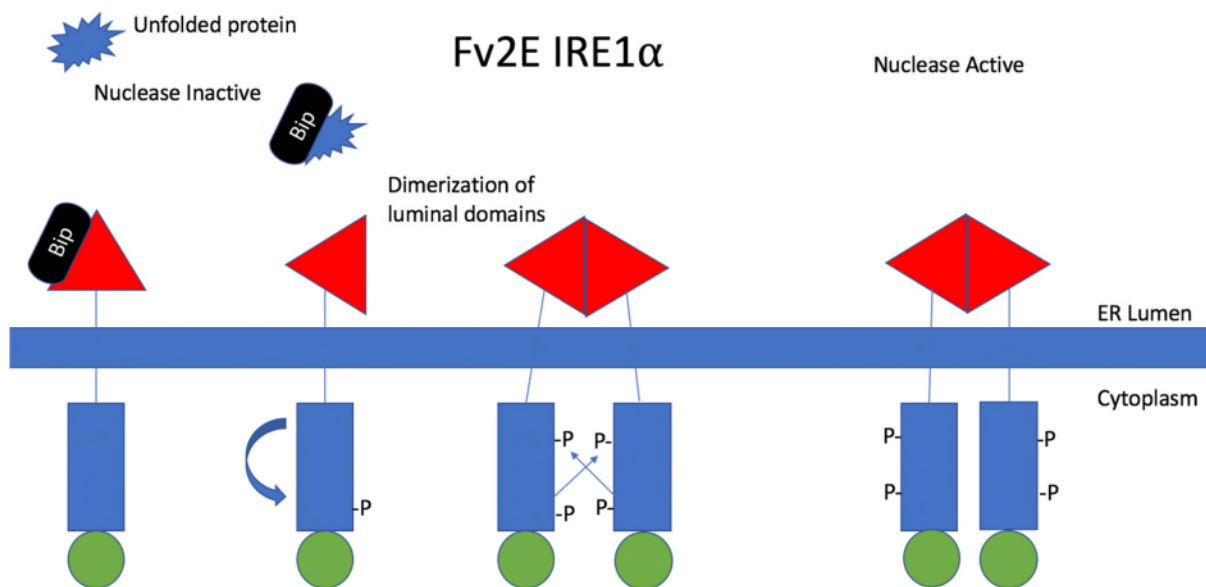 Unfolded protein
Fv2E IRE1α
Nuclease Active
Nuclease Inactive
Bip
Dimerization of
luminal domains
Bip
ER Lumen
Cytoplasm
-P
P-
P-
-P
-P
-P
P-
P-
-P